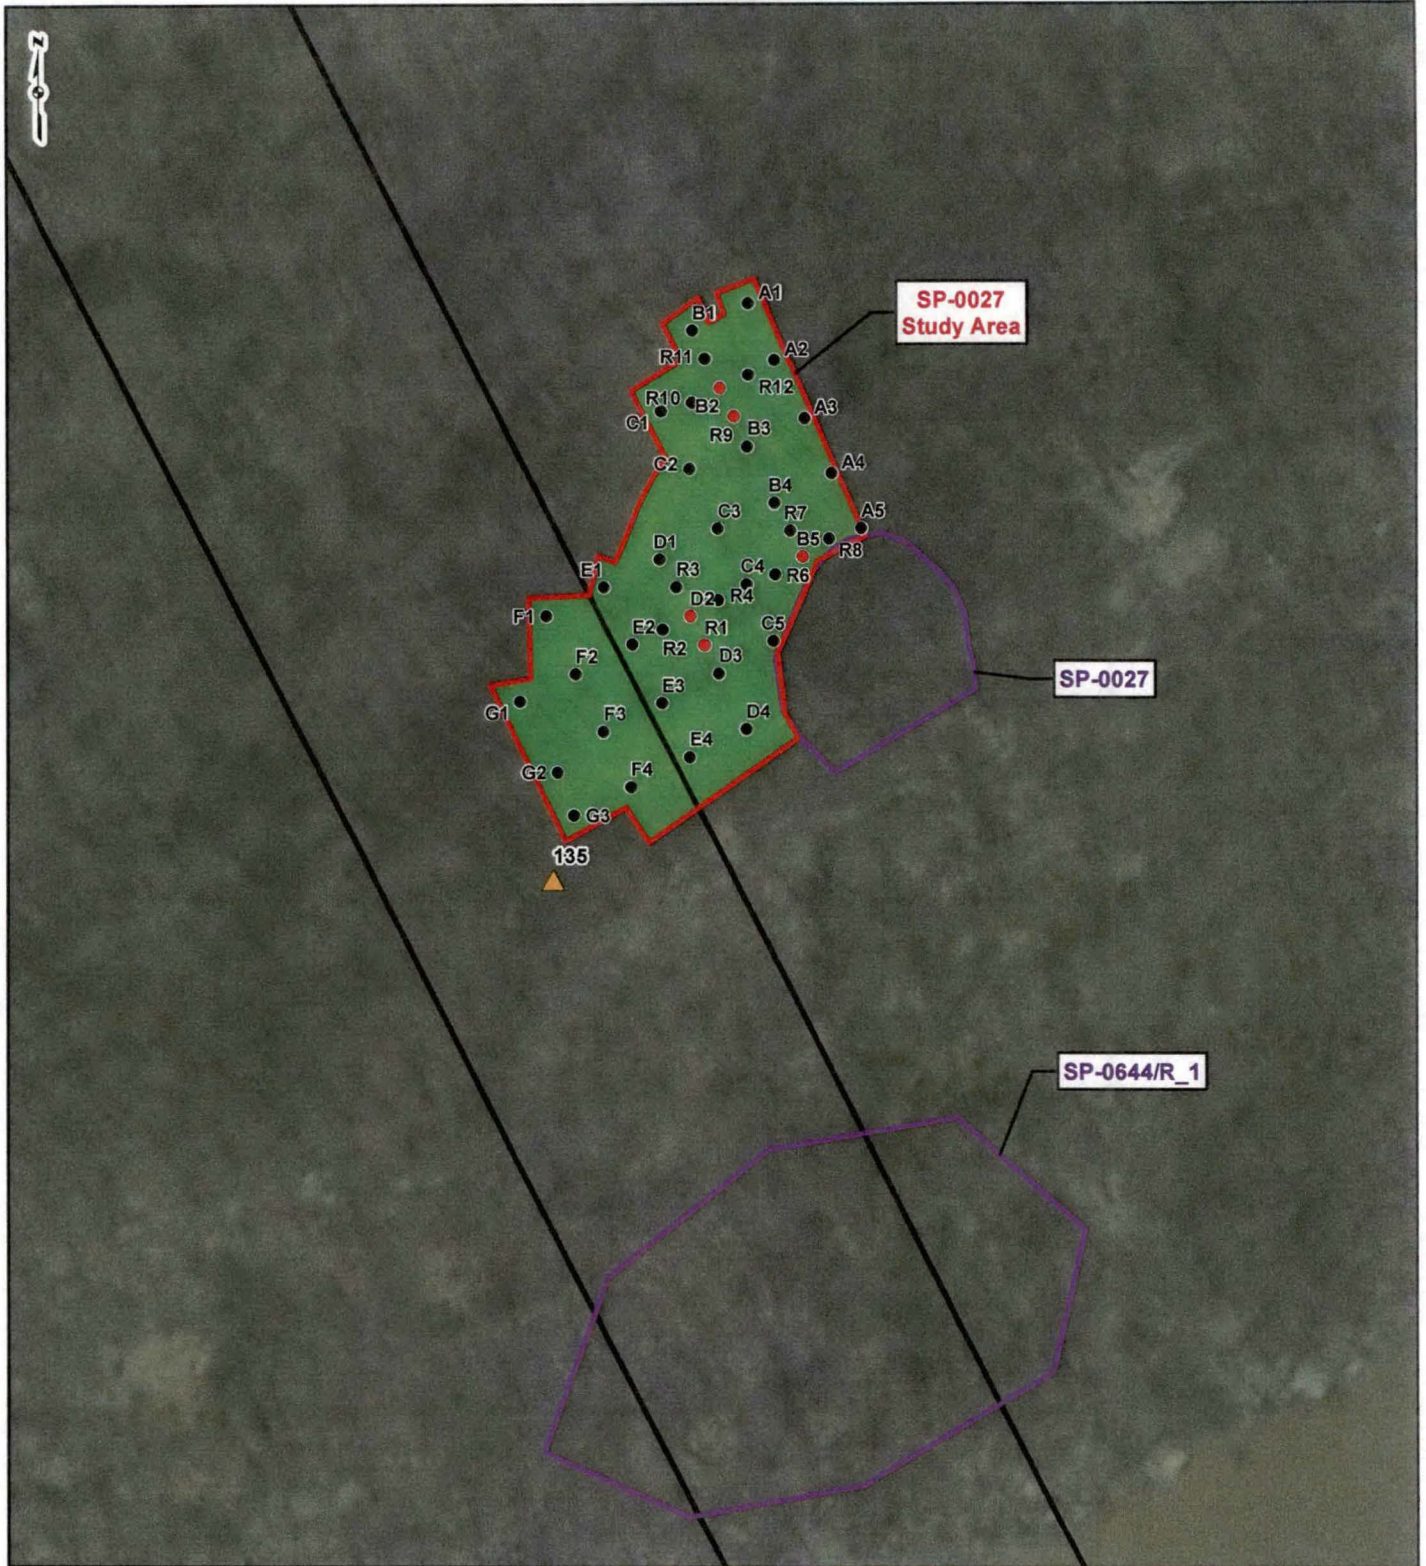 N
A1
B1
SP-0027
Study Area
R11
A2
R12
R10
B2
C1
A3
R9
B3
C2
A4
B4
C3
R7
A5
B5
R8
D1
E1
R3
C4
R6
D2
R4
F1
E2
R1
C5
R2
F2
D3
SP-0027
E3
G1
F3
D4
E4
G2
F4
G3
135
SP-0644/R_1